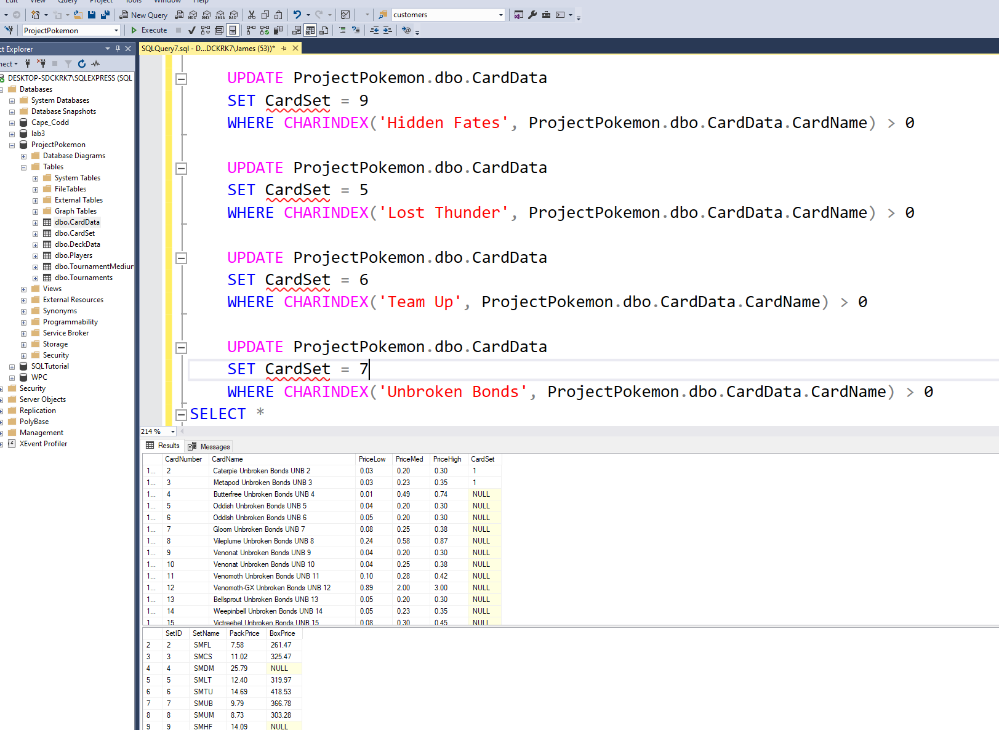 Edit View Query Project Tools Window Help
New Query MDX DMX XMLA DAX customers
ProjectPokemon Execute
ct Explorer
nect
DESKTOP-SDCKRK7\SQLEXPRESS (SQL
Databases
System Databases
Database Snapshots
Cape_Codd
lab3
ProjectPokemon
Database Diagrams
Tables
System Tables
FileTables
External Tables
Graph Tables
dbo.CardData
dbo.CardSet
dbo.DeckData
dbo.Players
dbo.TournamentMediun
dbo.Tournaments
Views
External Resources
Synonyms
Programmability
Service Broker
Storage
Security
SQLTutorial
WPC
Security
Server Objects
Replication
PolyBase
Management
XEvent Profiler
SQLQuery7.sql - D...DCKRK7\James (53))*
UPDATE ProjectPokemon.dbo.CardData
SET CardSet = 9
WHERE CHARINDEX('Hidden Fates', ProjectPokemon.dbo.CardData.CardName) > 0
UPDATE ProjectPokemon.dbo.CardData
SET CardSet = 5
WHERE CHARINDEX('Lost Thunder', ProjectPokemon.dbo.CardData.CardName) > 0
UPDATE ProjectPokemon.dbo.CardData
SET CardSet = 6
WHERE CHARINDEX('Team Up', ProjectPokemon.dbo.CardData.CardName) > 0
UPDATE ProjectPokemon.dbo.CardData
SET CardSet = 7
WHERE CHARINDEX('Unbroken Bonds', ProjectPokemon.dbo.CardData.CardName) > 0
SELECT *
214 %
Results Messages
CardNumber CardName PriceLow PriceMed PriceHigh CardSet
1... 2 Caterpie Unbroken Bonds UNB 2 0.03 0.20 0.30 1
1... 3 Metapod Unbroken Bonds UNB 3 0.03 0.23 0.35 1
1... 4 Butterfree Unbroken Bonds UNB 4 0.01 0.49 0.74 NULL
1... 5 Oddish Unbroken Bonds UNB 5 0.04 0.20 0.30 NULL
1... 6 Oddish Unbroken Bonds UNB 6 0.05 0.20 0.30 NULL
1... 7 Gloom Unbroken Bonds UNB 7 0.08 0.25 0.38 NULL
1... 8 Vileplume Unbroken Bonds UNB 8 0.24 0.58 0.87 NULL
1... 9 Venonat Unbroken Bonds UNB 9 0.04 0.20 0.30 NULL
1... 10 Venonat Unbroken Bonds UNB 10 0.04 0.25 0.38 NULL
1... 11 Venomoth Unbroken Bonds UNB 11 0.10 0.28 0.42 NULL
1... 12 Venomoth-GX Unbroken Bonds UNB 12 0.89 2.00 3.00 NULL
1... 13 Bellsprout Unbroken Bonds UNB 13 0.05 0.20 0.30 NULL
1... 14 Weepinbell Unbroken Bonds UNB 14 0.05 0.23 0.35 NULL
1 15 Victreebel Unbroken Bonds UNB 15 0.08 0.30 0.45 NULL
SetID SetName PackPrice BoxPrice
2 2 SMFL 7.58 261.47
3 3 SMCS 11.02 325.47
4 4 SMDM 25.79 NULL
5 5 SMLT 12.40 319.97
6 6 SMTU 14.69 418.53
7 7 SMUB 9.79 366.78
8 8 SMUM 8.73 303.28
9 9 SMHF 14.09 NULL